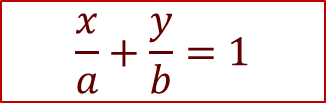 x/a + y/b = 1